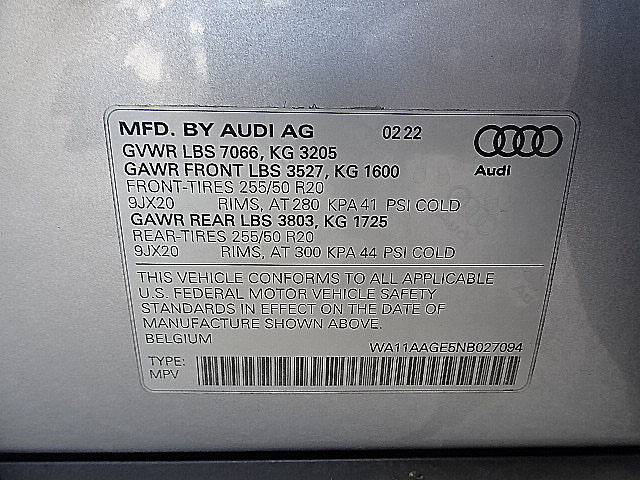 MFD. BY AUDI AG 02 22
GVWR LBS 7066, KG 3205
GAWR FRONT LBS 3527, KG 1600
Audi
FRONT-TIRES 255/50 R20
9JX20 RIMS, AT 280 KPA 41 PSI COLD
GAWR REAR LBS 3803, KG 1725
REAR-TIRES 255/50 R20
9JX20 RIMS, AT 300 KPA 44 PSI COLD
THIS VEHICLE CONFORMS TO ALL APPLICABLE
U.S. FEDERAL MOTOR VEHICLE SAFETY
STANDARDS IN EFFECT ON THE DATE OF
MANUFACTURE SHOWN ABOVE.
BELGIUM
WA11AAGE5NB027094
TYPE:
MPV